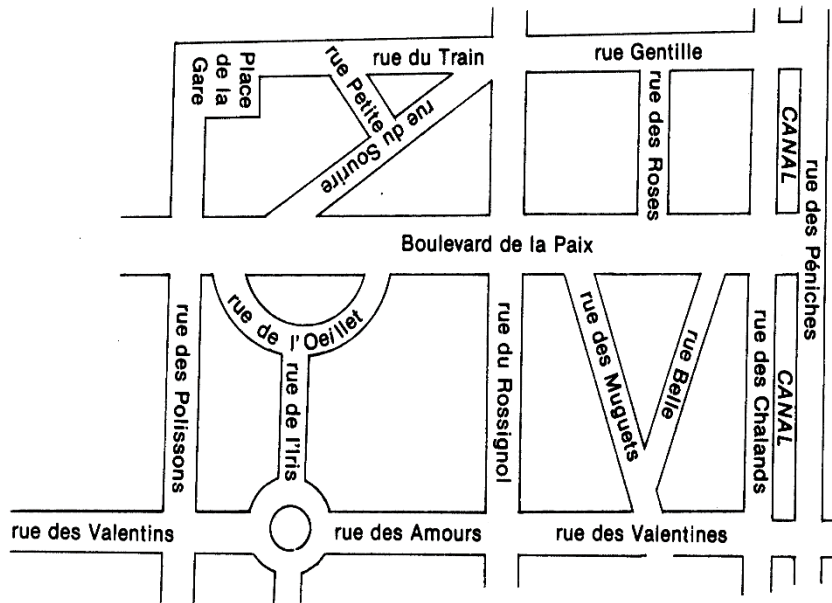 Place
de la
Gare
rue Petite
rue du Train
rue Gentille
rue du Sourire
rue des Roses
CANAL
rue des Péniches
Boulevard de la Paix
rue de l'Oeillet
rue des Polissons
rue de l'Iris
rue du Rossignol
rue des Muguets
rue Belle
rue des Chalands
CANAL
rue des Valentins
rue des Amours
rue des Valentines